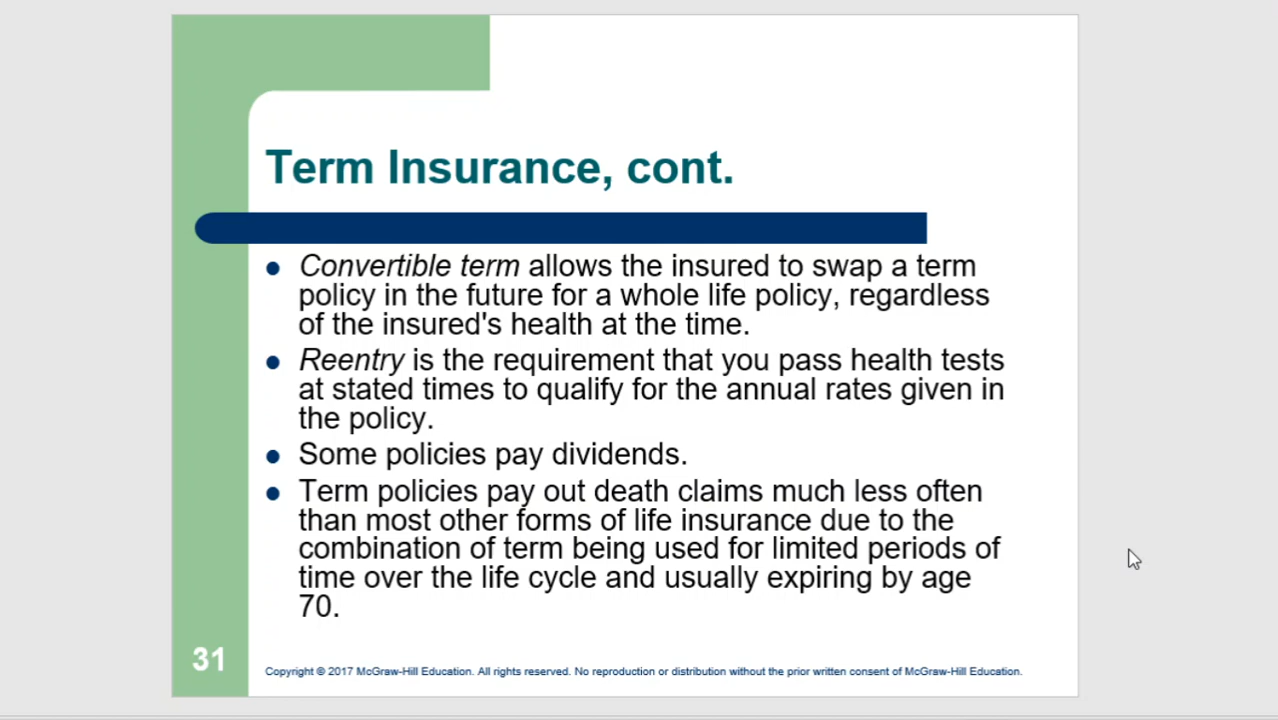 Term Insurance, cont.
Convertible term allows the insured to swap a term
policy in the future for a whole life policy, regardless
of the insured's health at the time.
Reentry is the requirement that you pass health tests
at stated times to qualify for the annual rates given in
the policy.
Some policies pay dividends.
Term policies pay out death claims much less often
than most other forms of life insurance due to the
combination of term being used for limited periods of
time over the life cycle and usually expiring by age
70.
31
Copyright © 2017 McGraw-Hill Education. All rights reserved. No reproduction or distribution without the prior written consent of McGraw-Hill Education.